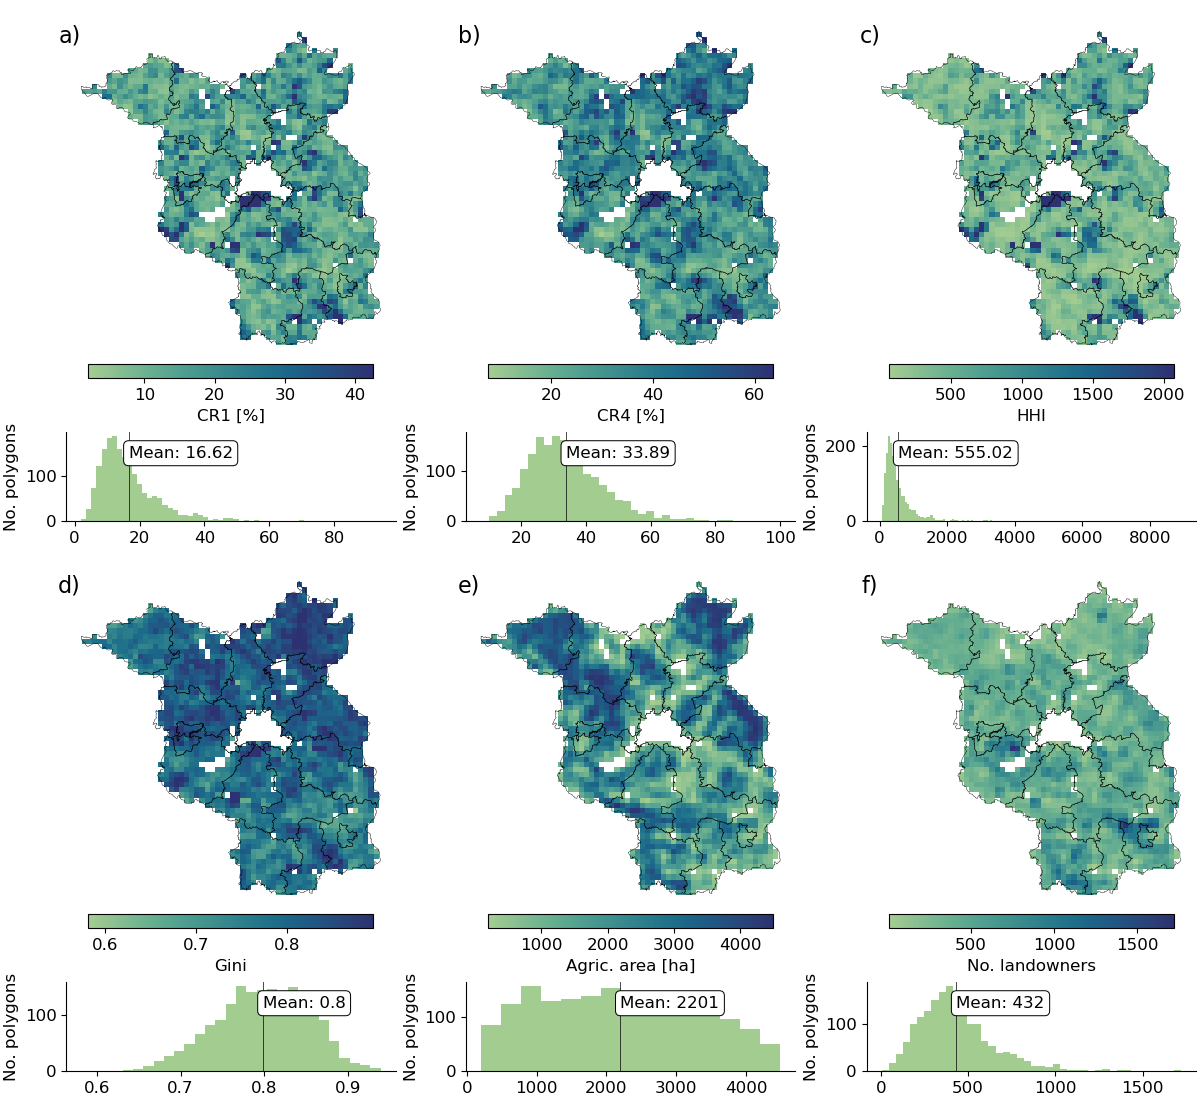 a) b) c)
10 20 30 40 20 40 60 500 1000 1500 2000
CR1 [%] CR4 [%] HHI
No. polygons No. polygons No. polygons
Mean: 16.62 Mean: 33.89 Mean: 555.02
100 100 200
0 0 0
0 20 40 60 80 20 40 60 80 100 0 2000 4000 6000 8000
d) e) f)
0.6 0.7 0.8 1000 2000 3000 4000 500 1000 1500
Gini Agric. area [ha] No. landowners
No. polygons No. polygons No. polygons
Mean: 0.8 Mean: 2201 Mean: 432
100 100 100
0 0 0
0.6 0.7 0.8 0.9 0 1000 2000 3000 4000 0 500 1000 1500